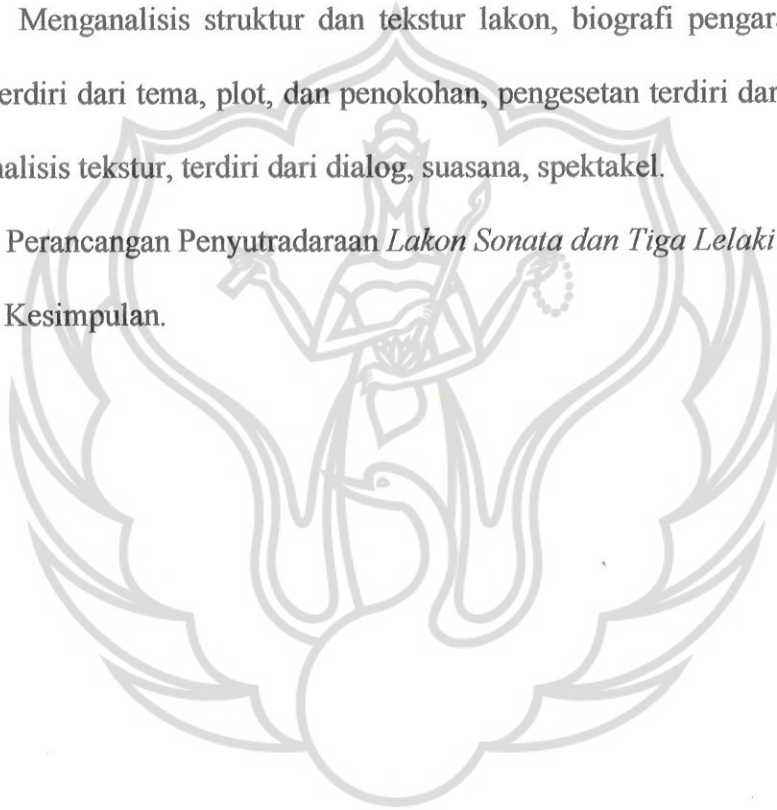 Menganalisis struktur dan tekstur lakon, biografi pengar
erdiri dari tema, plot, dan penokohan, pengesetan terdiri dar
nalisis tekstur, terdiri dari dialog, suasana, spektakel.
Perancangan Penyutradaraan Lakon Sonata dan Tiga Lelaki
Kesimpulan.